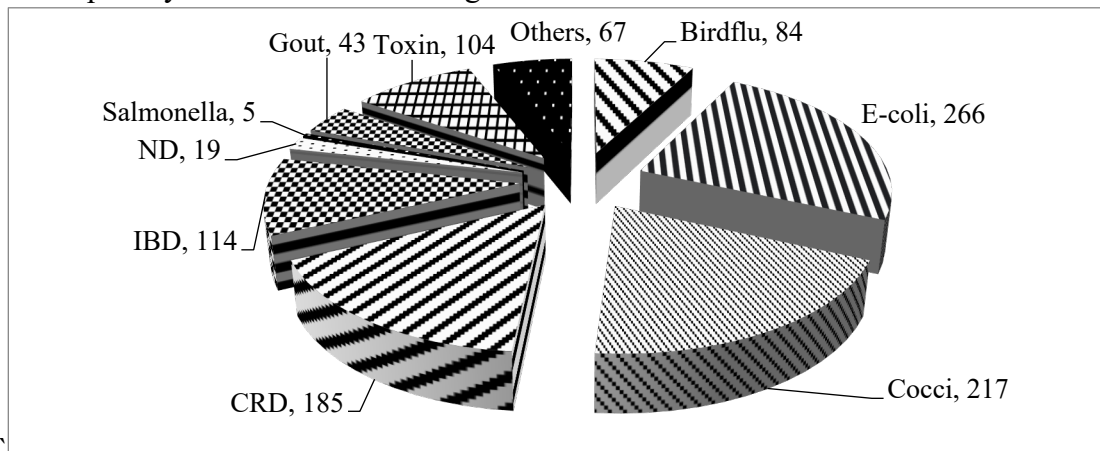 Others, 67
Birdflu, 84
Gout, 43
Toxin, 104
Salmonella, 5
E-coli, 266
ND, 19
IBD, 114
CRD, 185
Cocci, 217